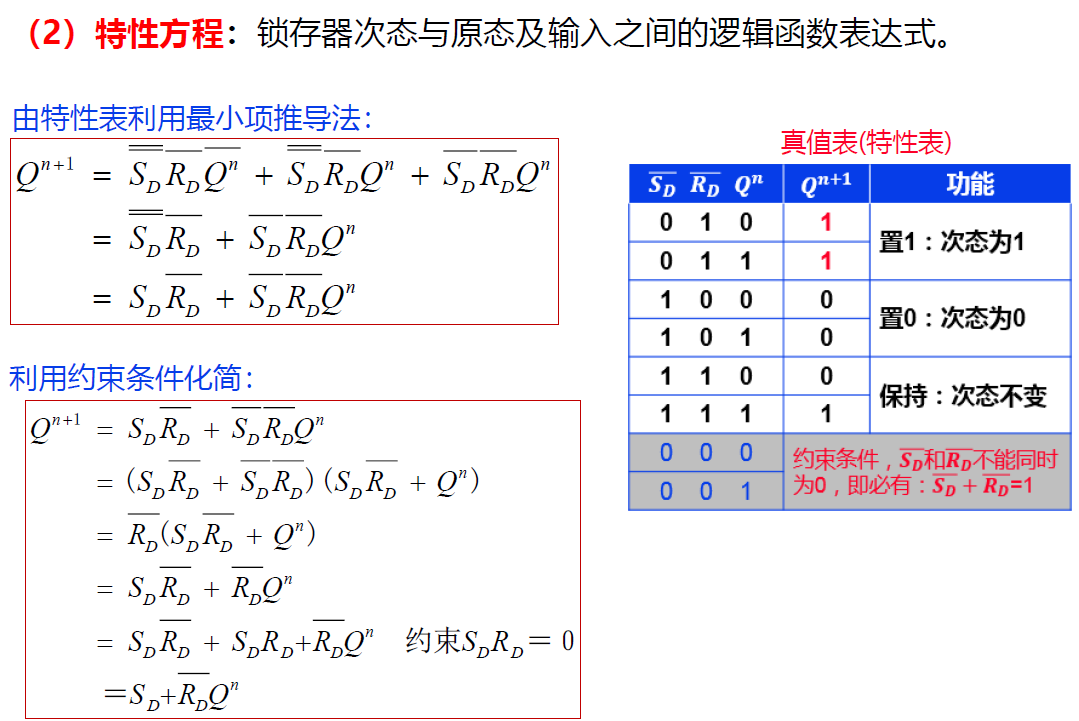 （2）特性方程：锁存器次态与原态及输入之间的逻辑函数表达式。
由特性表利用最小项推导法：
$Q^{n+1} = \overline{\overline{S_D}}\,\overline{R_D}\,\overline{Q^n} + \overline{\overline{S_D}}\,\overline{R_D}Q^n + \overline{S_D}\,\overline{R_D}Q^n$
$= \overline{\overline{S_D}}\,\overline{R_D} + \overline{S_D}\,\overline{R_D}Q^n$
$= S_D\overline{R_D} + \overline{S_D}\,\overline{R_D}Q^n$
利用约束条件化简：
$Q^{n+1} = S_D\overline{R_D} + \overline{S_D}\,\overline{R_D}Q^n$
$= (S_D\overline{R_D} + \overline{S_D}\,\overline{R_D})(S_D\overline{R_D} + Q^n)$
$= \overline{R_D}(S_D\overline{R_D} + Q^n)$
$= S_D\overline{R_D} + \overline{R_D}Q^n$
$= S_D\overline{R_D} + S_DR_D + \overline{R_D}Q^n$ 约束$S_DR_D = 0$
$= S_D + \overline{R_D}Q^n$
真值表(特性表)
$\overline{S_D}$ $\overline{R_D}$ $Q^n$ $Q^{n+1}$ 功能
0 1 0 1
置1：次态为1
0 1 1 1
1 0 0 0
置0：次态为0
1 0 1 0
1 1 0 0
保持：次态不变
1 1 1 1
0 0 0
0 0 1
约束条件，$\overline{S_D}$和$\overline{R_D}$不能同时
为0，即必有：$\overline{S_D} + \overline{R_D}$=1